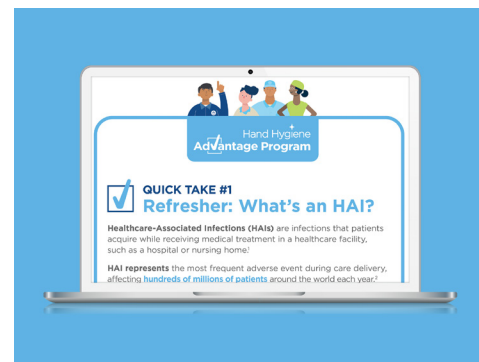 Hand Hygiene
Advantage Program
QUICK TAKE #1
Refresher: What's an HAI?
Healthcare-Associated Infections (HAIs) are infections that patients
acquire while receiving medical treatment in a healthcare facility,
such as a hospital or nursing home.¹
HAI represents the most frequent adverse event during care delivery,
affecting hundreds of millions of patients around the world each year.²